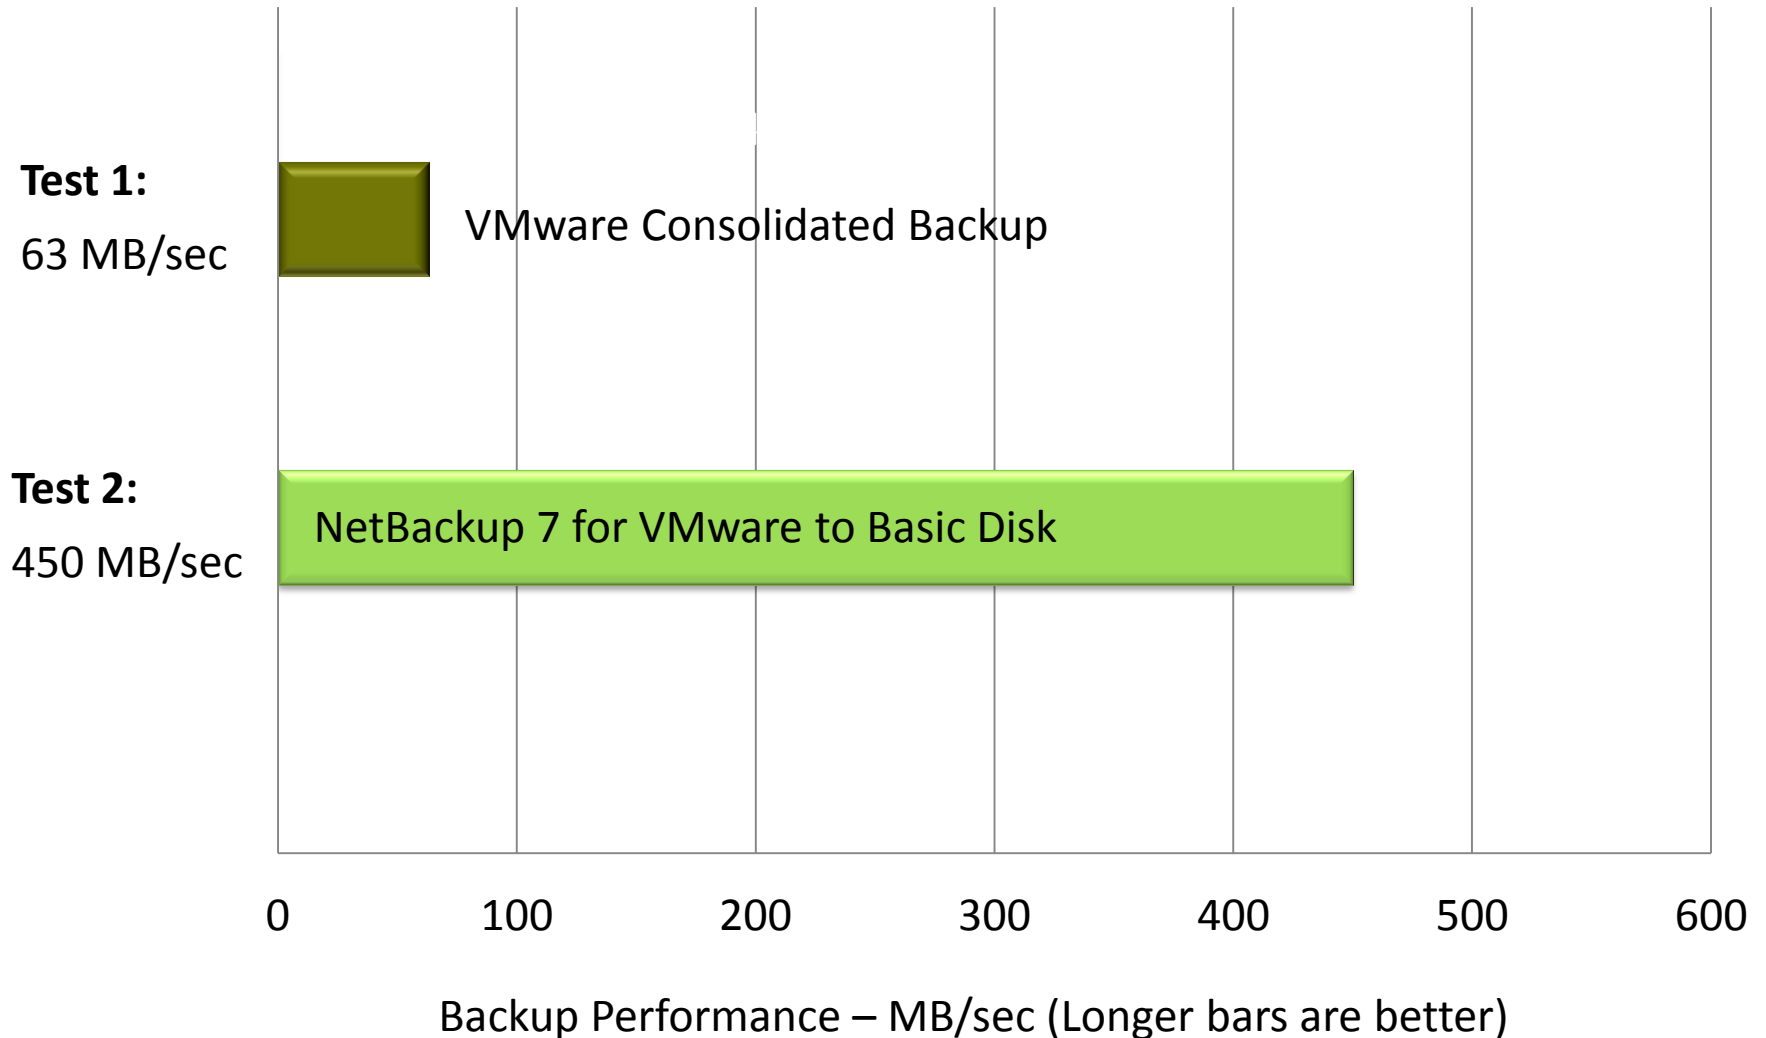 Test 1:
63 MB/sec
VMware Consolidated Backup
Test 2:
450 MB/sec
NetBackup 7 for VMware to Basic Disk
0 100 200 300 400 500 600
Backup Performance – MB/sec (Longer bars are better)